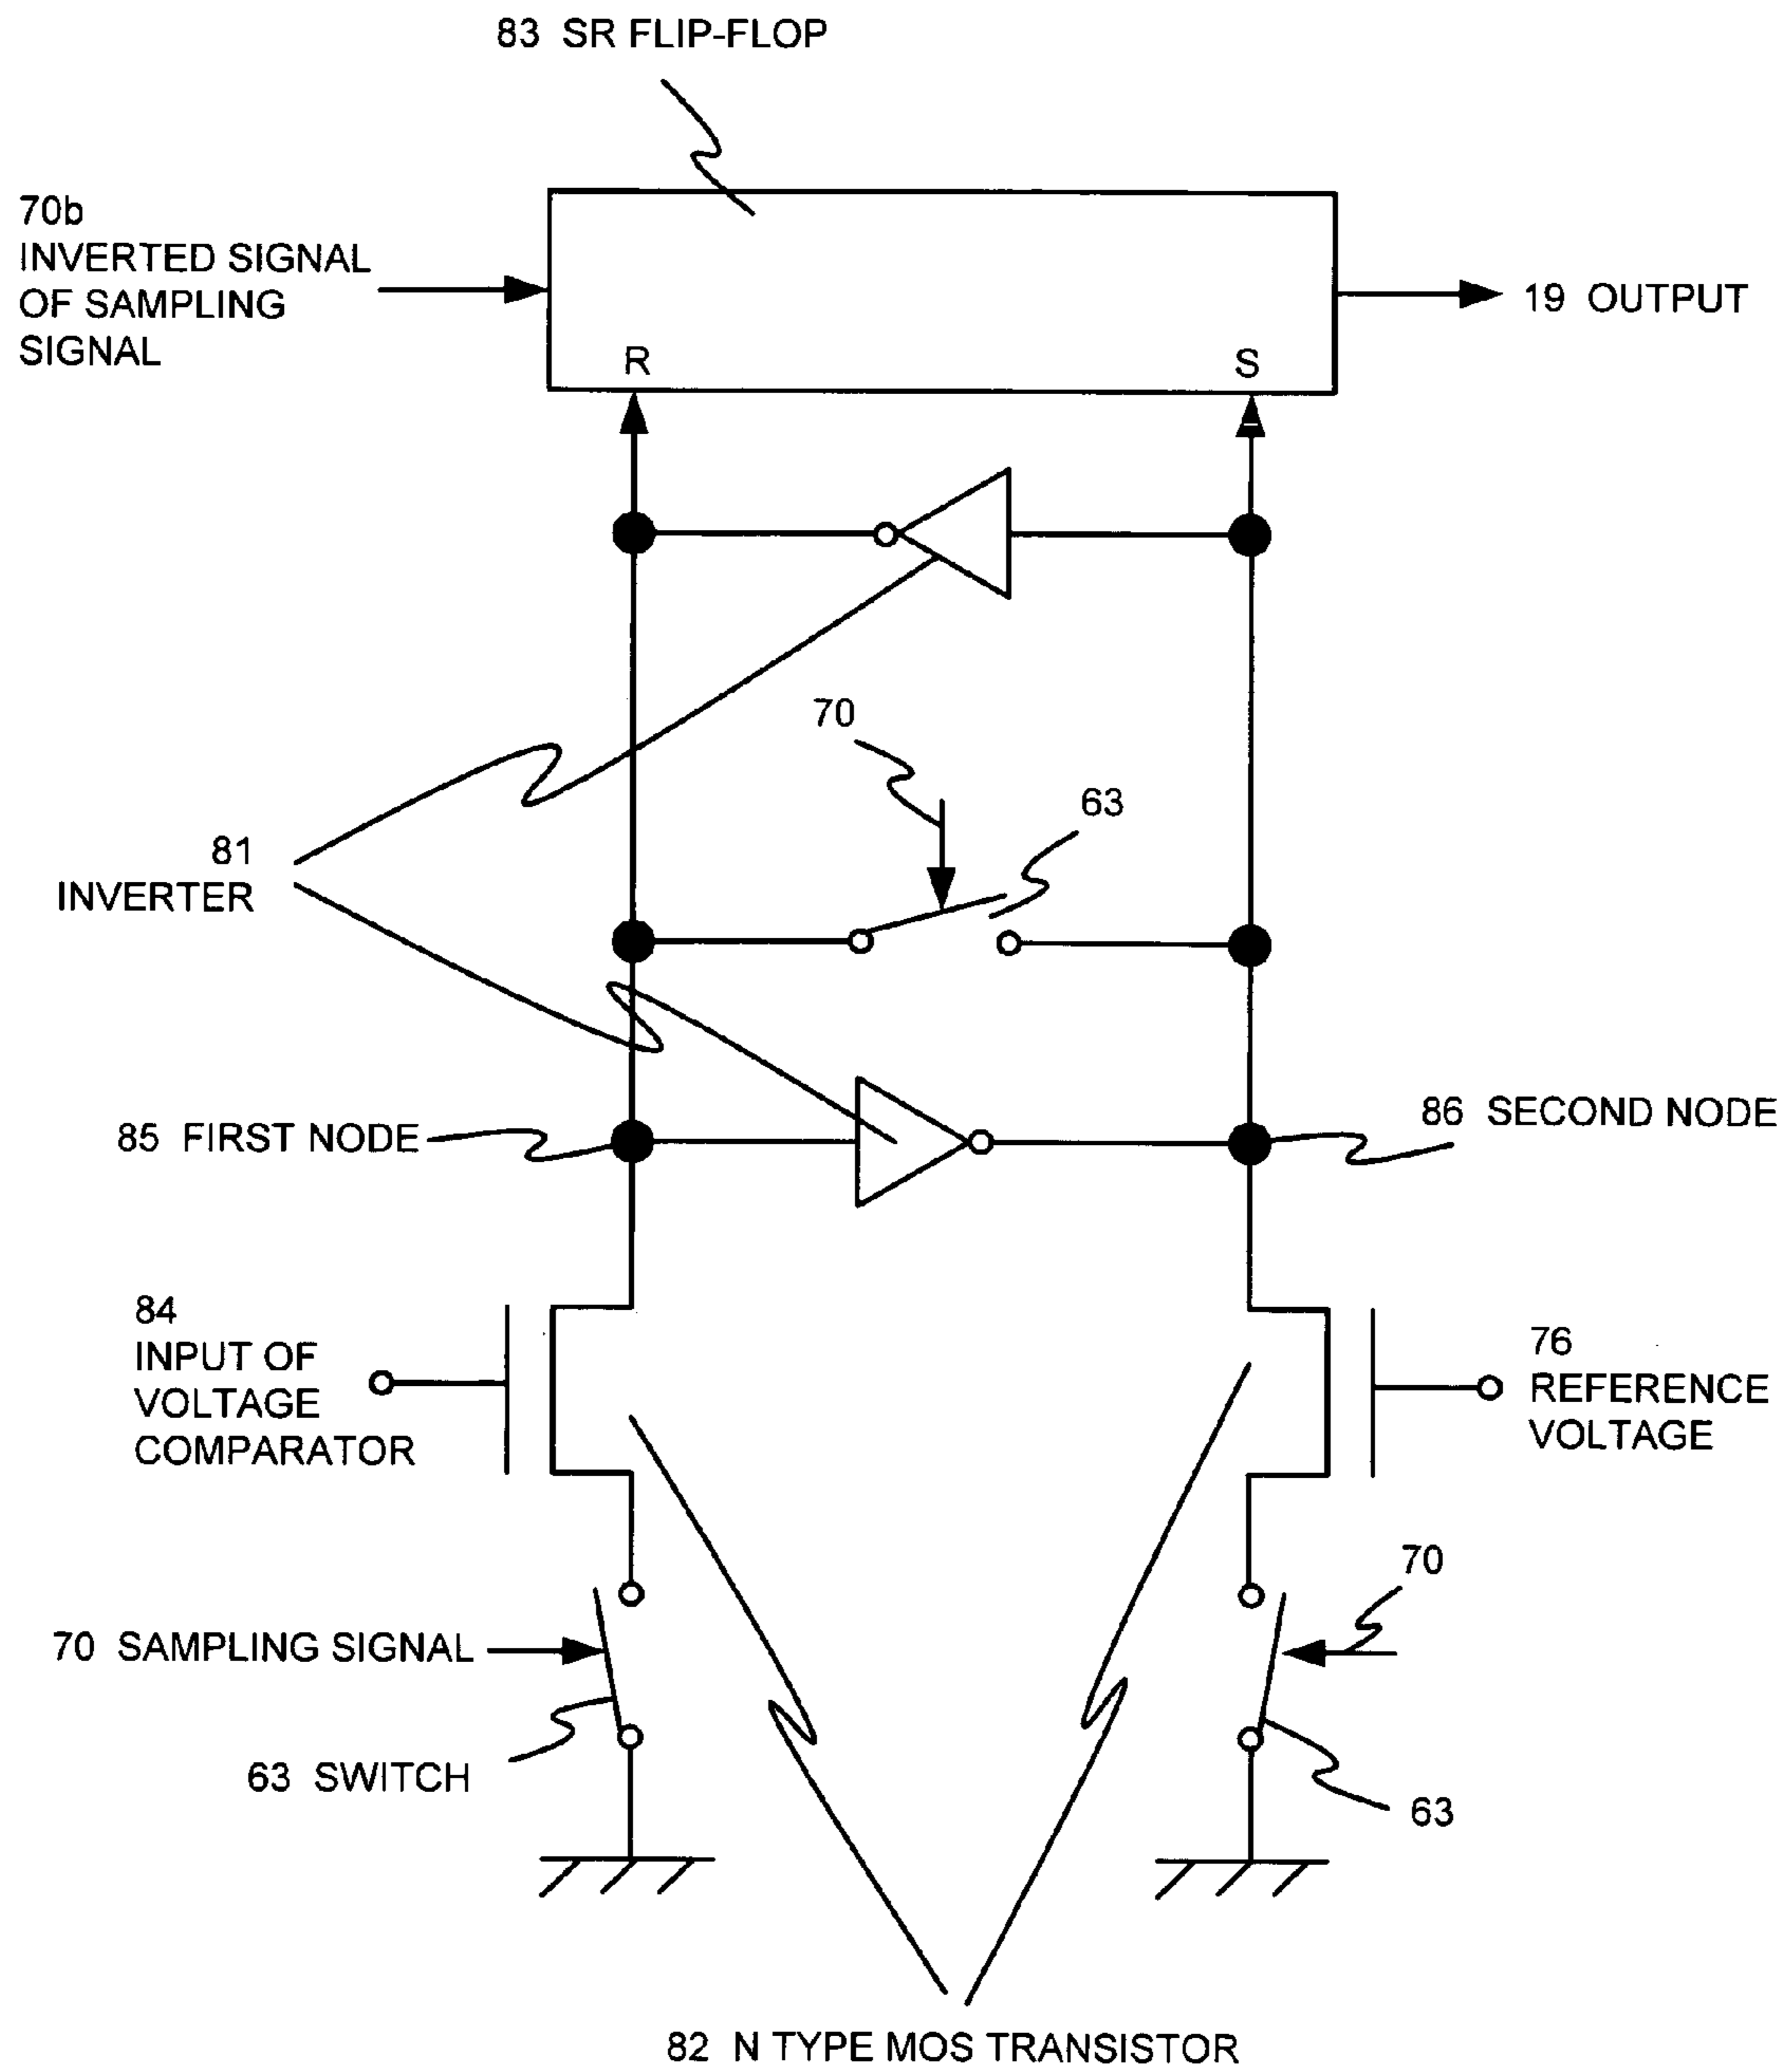 83 SR FLIP-FLOP
70b
INVERTED SIGNAL
OF SAMPLING
SIGNAL
19 OUTPUT
R
S
70
63
81
INVERTER
85 FIRST NODE
86 SECOND NODE
84
INPUT OF
VOLTAGE
COMPARATOR
76
REFERENCE
VOLTAGE
70
70 SAMPLING SIGNAL
63 SWITCH
63
82 N TYPE MOS TRANSISTOR